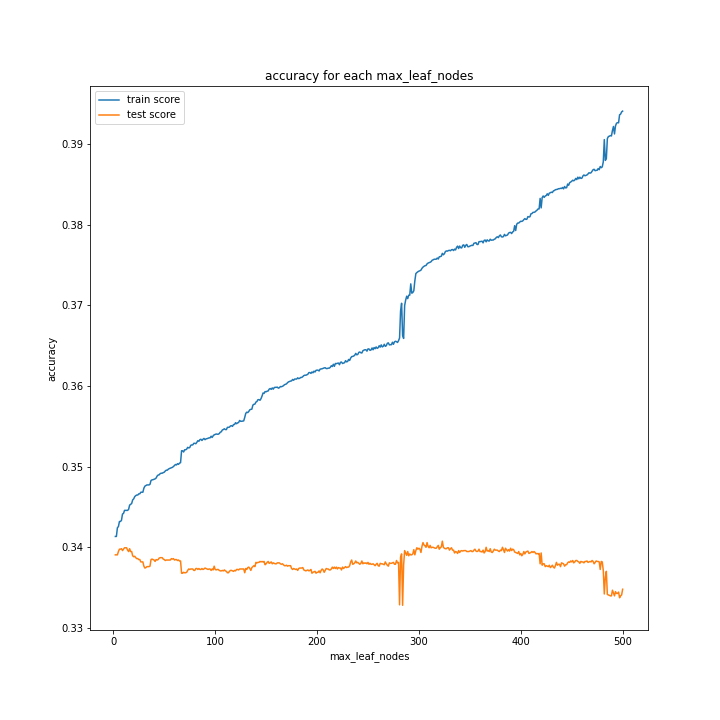 accuracy for each max_leaf_nodes
train score
test score
0.39
0.38
0.37
0.36
0.35
0.34
0.33
accuracy
0 100 200 300 400 500
max_leaf_nodes